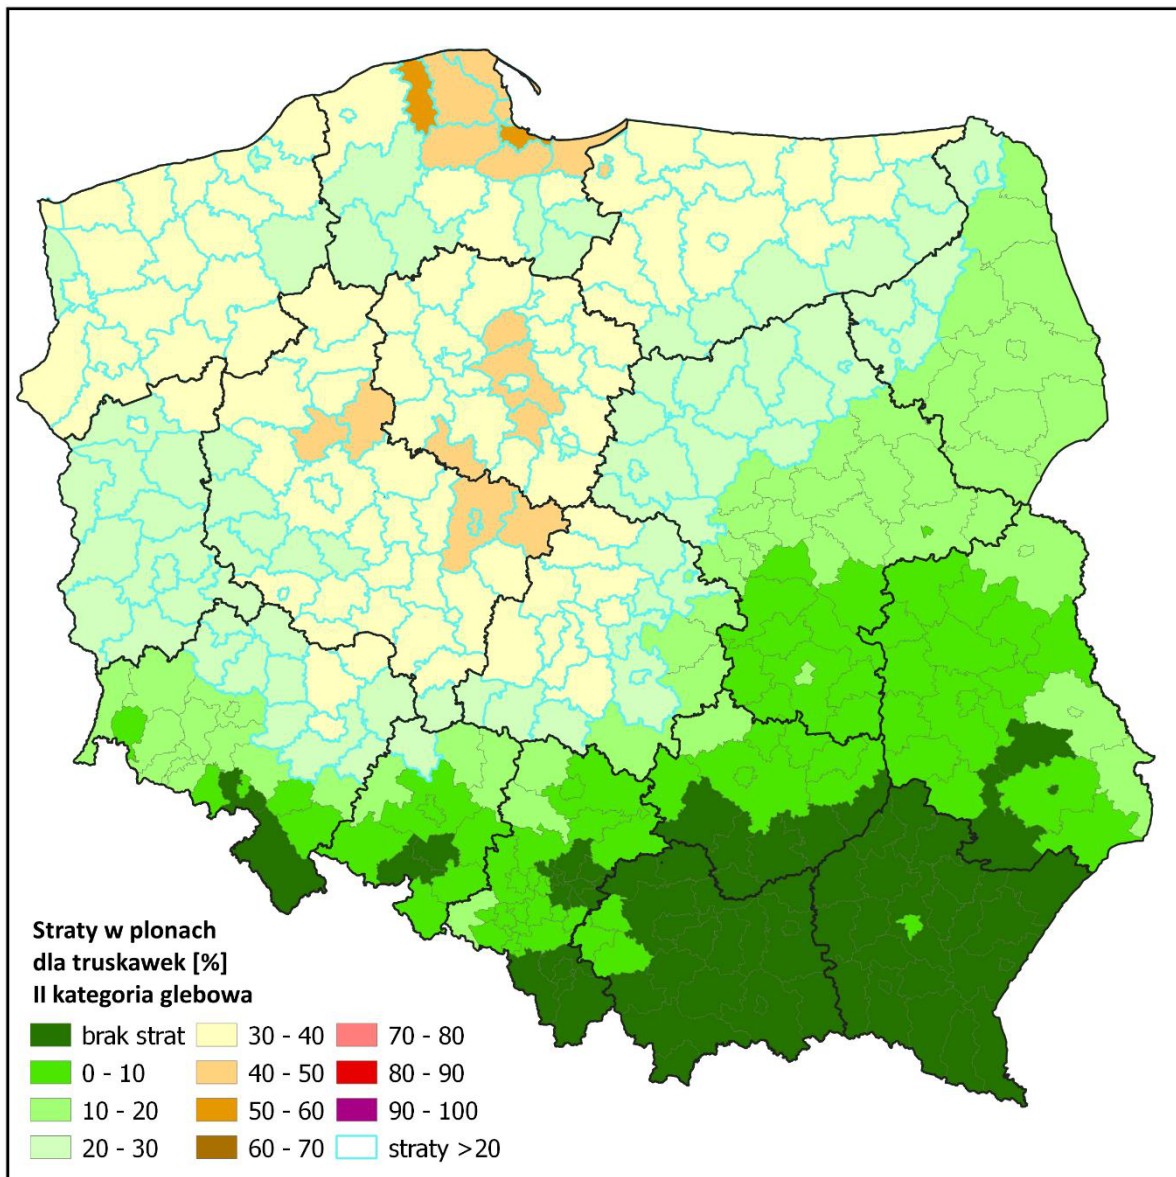 Straty w plonach
dla truskawek [%]
II kategoria glebowa
brak strat
0 - 10
10 - 20
20 - 30
30 - 40
40 - 50
50 - 60
60 - 70
70 - 80
80 - 90
90 - 100
straty >20